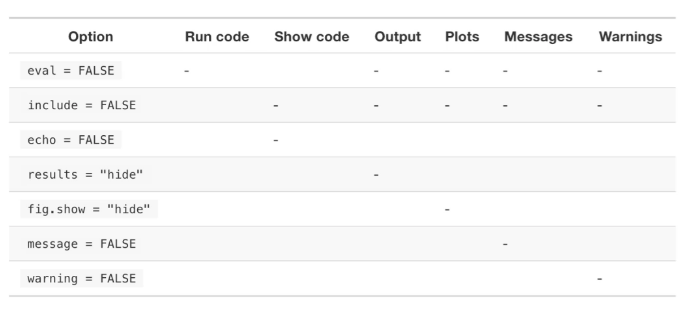 Option Run code Show code Output Plots Messages Warnings
eval = FALSE - - - - -
include = FALSE - - - - -
echo = FALSE -
results = "hide" -
fig.show = "hide" -
message = FALSE -
warning = FALSE -